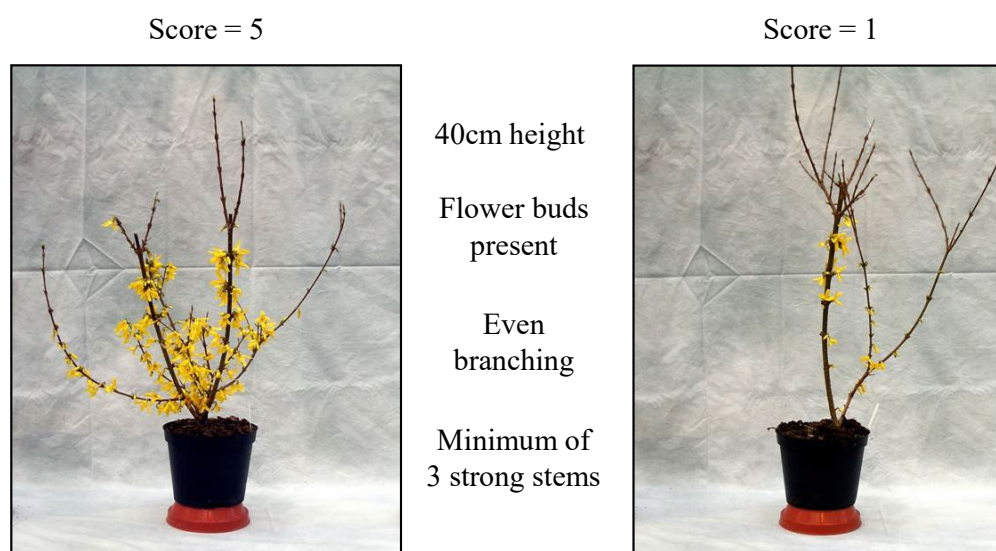 Score = 5
Score = 1
40cm height
Flower buds
present
Even
branching
Minimum of
3 strong stems